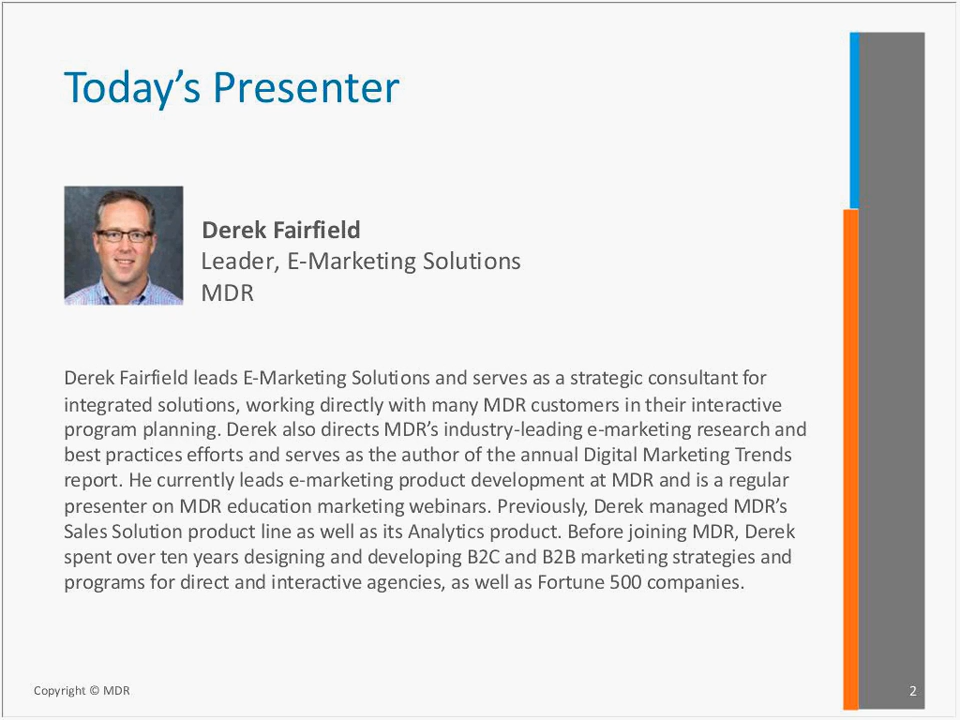 Today’s Presenter
Derek Fairfield
Leader, E-Marketing Solutions
MDR
Derek Fairfield leads E-Marketing Solutions and serves as a strategic consultant for
integrated solutions, working directly with many MDR customers in their interactive
program planning. Derek also directs MDR’s industry-leading e-marketing research and
best practices efforts and serves as the author of the annual Digital Marketing Trends
report. He currently leads e-marketing product development at MDR and is a regular
presenter on MDR education marketing webinars. Previously, Derek managed MDR’s
Sales Solution product line as well as its Analytics product. Before joining MDR, Derek
spent over ten years designing and developing B2C and B2B marketing strategies and
programs for direct and interactive agencies, as well as Fortune 500 companies.
Copyright © MDR
2